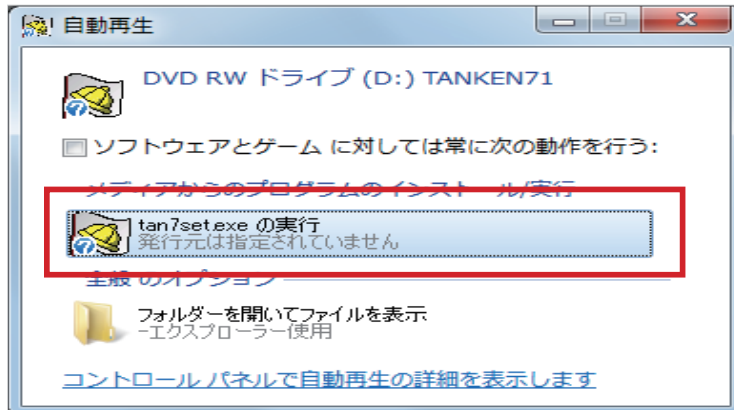 自動再生
DVD RW ドライブ (D:) TANKEN71
ソフトウェアとゲーム に対しては常に次の動作を行う:
メディアからのプログラムのインストール/実行
tan7set.exe の実行
発行元は指定されていません
全般 のオプション
フォルダーを開いてファイルを表示
-エクスプローラー使用
コントロール パネルで自動再生の詳細を表示します